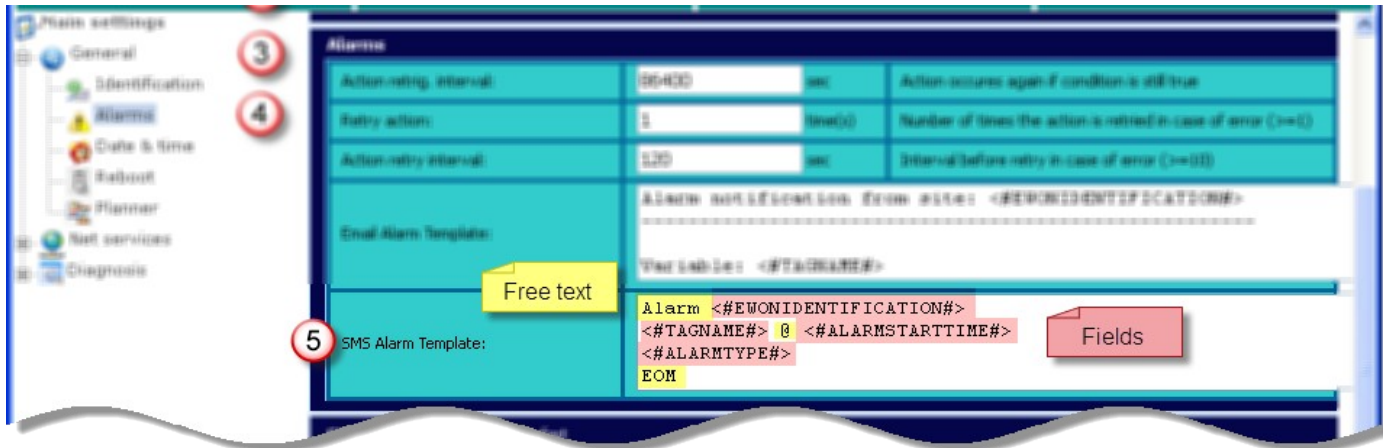 Main settings
General
3
Identification
Alarms
4
Date & time
Reboot
Planner
Net services
Diagnosis
Alarms
Action retrig. interval: 86400 sec Action occures again if condition is still true
Retry action: 1 time(s) Number of times the action is retried in case of error (>=1)
Action retry interval: 120 sec Interval before retry in case of error (>=10)
Email Alarm Template:
Alarm notification from site: <#EWONIDENTIFICATION#>
Variable: <#TAGNAME#>
Free text
5
SMS Alarm Template:
Alarm <#EWONIDENTIFICATION#>
<#TAGNAME#> @ <#ALARMSTARTTIME#>
<#ALARMTYPE#>
EOM
Fields